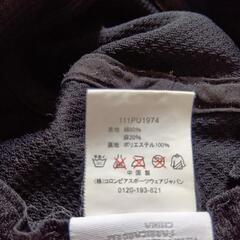 111PU1974
表地 綿80%
麻20%
裏地 ポリエステル100%
中国製
(株)コロンビアスポーツウェアジャパン
0120-193-821
CHINA